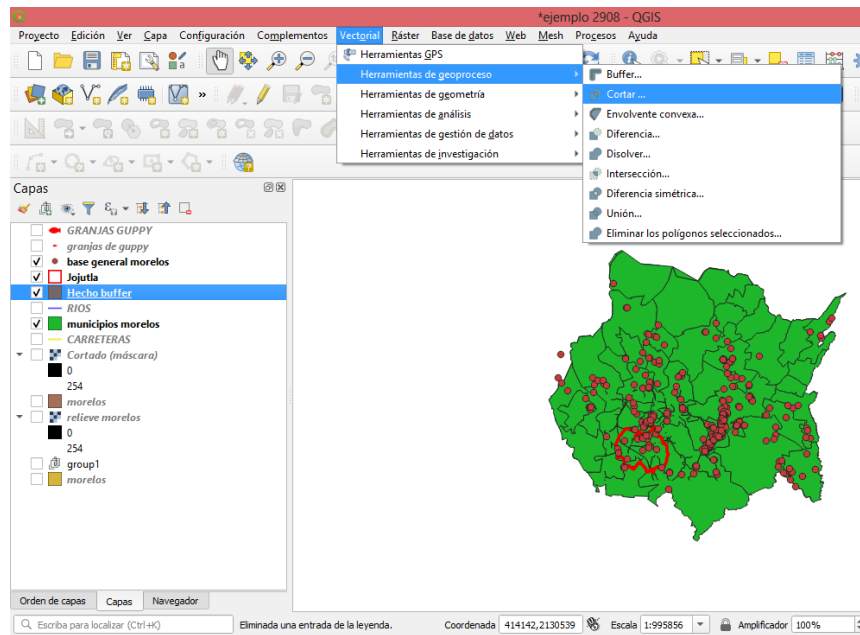 *ejemplo 2908 - QGIS
Proyecto Edición Ver Capa Configuración Complementos Vectorial Ráster Base de datos Web Mesh Procesos Ayuda
Herramientas GPS
Herramientas de geoproceso
Herramientas de geometría
Herramientas de análisis
Herramientas de gestión de datos
Herramientas de investigación
Buffer...
Cortar ...
Envolvente convexa...
Diferencia...
Disolver...
Intersección...
Diferencia simétrica...
Unión...
Eliminar los polígonos seleccionados...
Capas
GRANJAS GUPPY
granjas de guppy
base general morelos
Jojutla
Hecho buffer
RIOS
municipios morelos
CARRETERAS
Cortado (máscara)
0
254
morelos
relieve morelos
0
254
group1
morelos
Orden de capas Capas Navegador
Escriba para localizar (Ctrl+K) Eliminada una entrada de la leyenda. Coordenada 414142,2130539 Escala 1:995856 Amplificador 100%